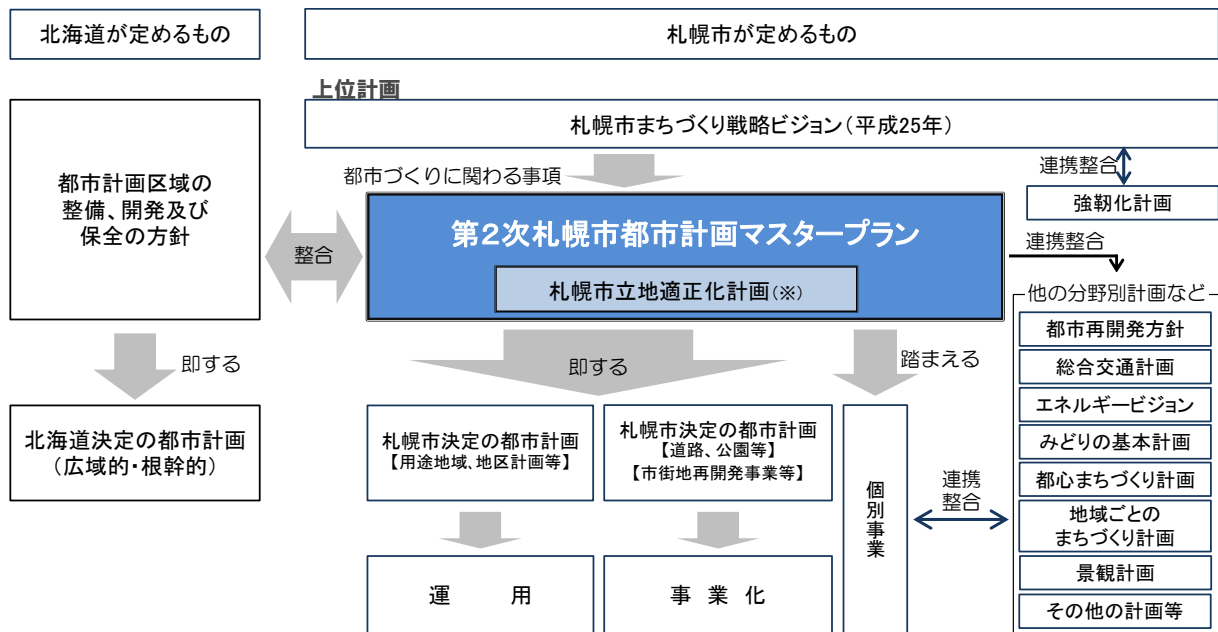 北海道が定めるもの
札幌市が定めるもの
上位計画
札幌市まちづくり戦略ビジョン（平成25年）
都市計画区域の
整備、開発及び
保全の方針
都市づくりに関わる事項
連携整合
強靭化計画
整合
第２次札幌市都市計画マスタープラン
札幌市立地適正化計画(※)
連携整合
他の分野別計画など
都市再開発方針
総合交通計画
エネルギービジョン
みどりの基本計画
都心まちづくり計画
地域ごとの
まちづくり計画
景観計画
その他の計画等
即する
即する
踏まえる
北海道決定の都市計画
（広域的・根幹的）
札幌市決定の都市計画
【用途地域、地区計画等】
札幌市決定の都市計画
【道路、公園等】
【市街地再開発事業等】
個別事業
連携
整合
運　用
事　業　化